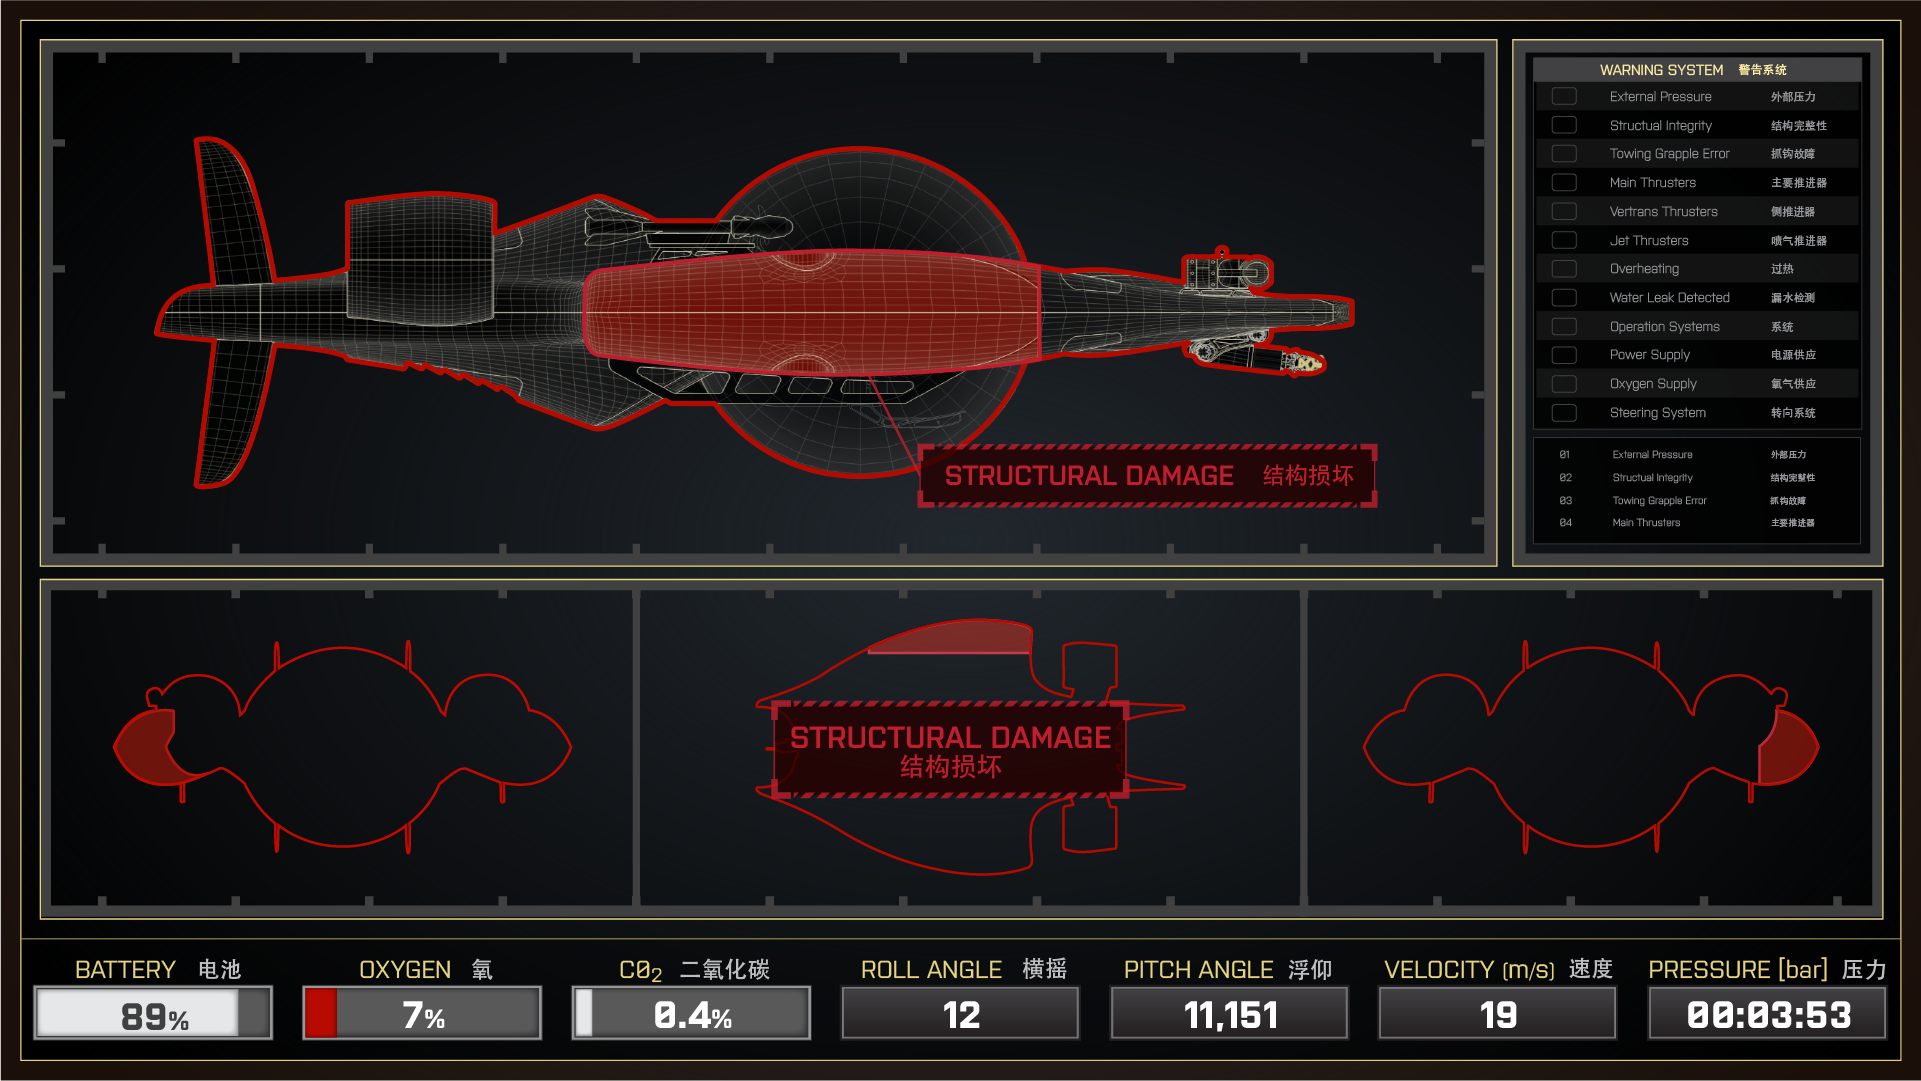 WARNING SYSTEM 警告系统
External Pressure 外部压力
Structual Integrity 结构完整性
Towing Grapple Error 抓钩故障
Main Thrusters 主要推进器
Vertrans Thrusters 侧推进器
Jet Thrusters 喷气推进器
Overheating 过热
Water Leak Detected 漏水检测
Operation Systems 系统
Power Supply 电源供应
Oxygen Supply 氧气供应
Steering System 转向系统
01 External Pressure 外部压力
02 Structual Integrity 结构完整性
03 Towing Grapple Error 抓钩故障
04 Main Thrusters 主要推进器
STRUCTURAL DAMAGE 结构损坏
STRUCTURAL DAMAGE
结构损坏
BATTERY 电池 OXYGEN 氧 C02 二氧化碳 ROLL ANGLE 横摇 PITCH ANGLE 浮仰 VELOCITY (m/s) 速度 PRESSURE [bar] 压力
89% 7% 0.4% 12 11,151 19 00:03:53